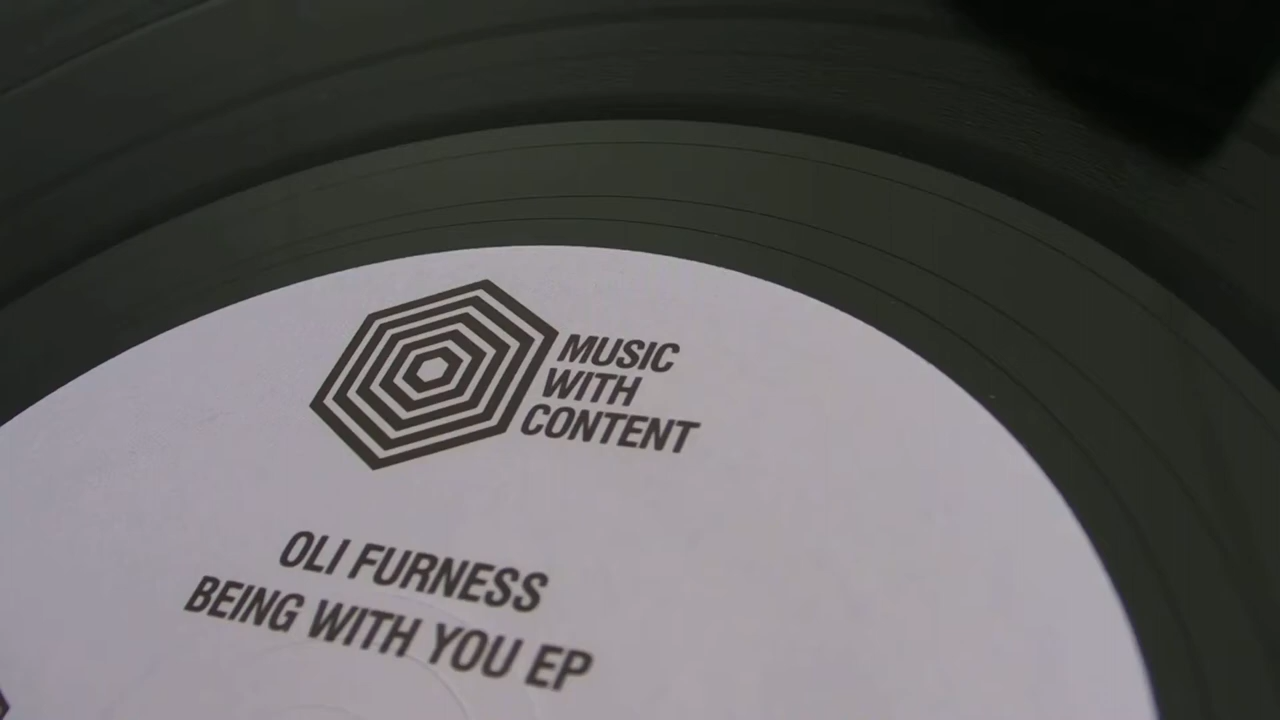 MUSIC
WITH
CONTENT
OLI FURNESS
BEING WITH YOU EP